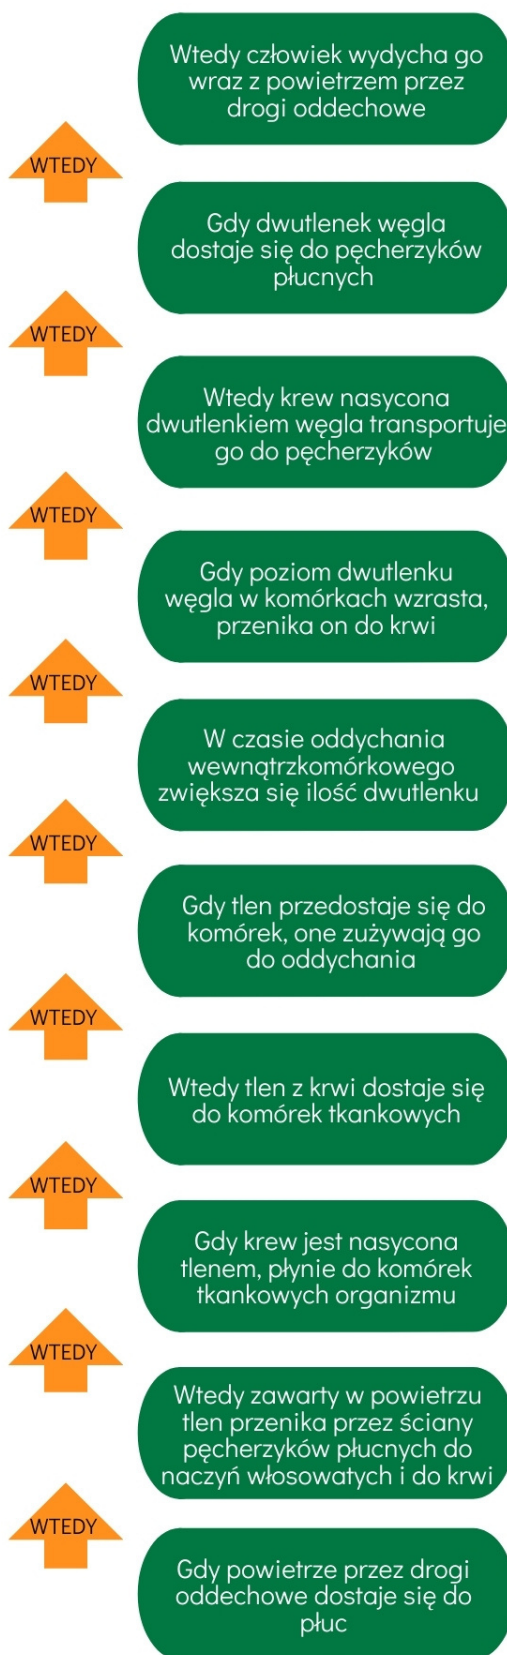 Wtedy człowiek wydycha go
wraz z powietrzem przez
drogi oddechowe
WTEDY
Gdy dwutlenek węgla
dostaje się do pęcherzyków
płucnych
WTEDY
Wtedy krew nasycona
dwutlenkiem węgla transportuje
go do pęcherzyków
WTEDY
Gdy poziom dwutlenku
węgla w komórkach wzrasta,
przenika on do krwi
WTEDY
W czasie oddychania
wewnątrzkomórkowego
zwiększa się ilość dwutlenku
WTEDY
Gdy tlen przedostaje się do
komórek, one zużywają go
do oddychania
WTEDY
Wtedy tlen z krwi dostaje się
do komórek tkankowych
WTEDY
Gdy krew jest nasycona
tlenem, płynie do komórek
tkankowych organizmu
WTEDY
Wtedy zawarty w powietrzu
tlen przenika przez ściany
pęcherzyków płucnych do
naczyń włosowatych i do krwi
WTEDY
Gdy powietrze przez drogi
oddechowe dostaje się do
płuc